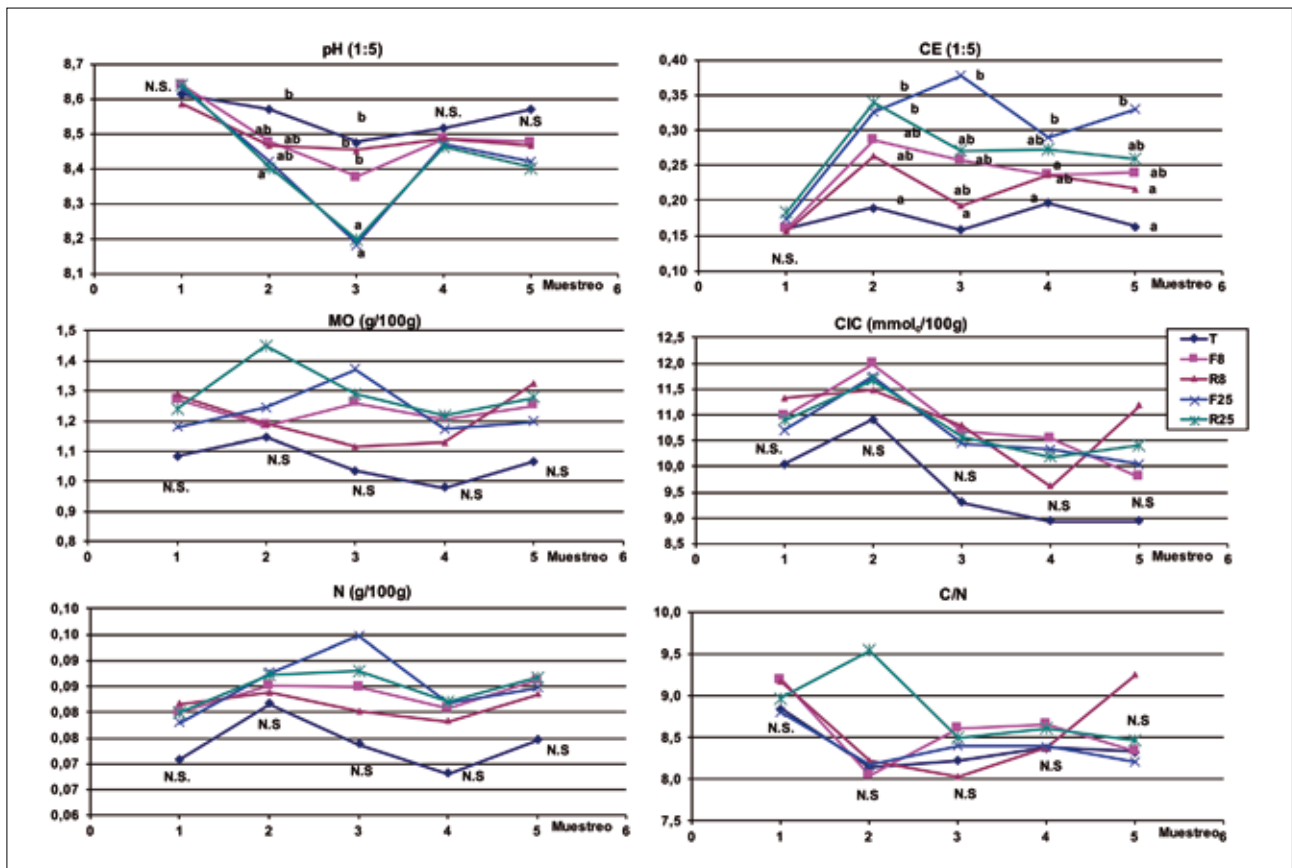 pH (1:5)
8,7
8,6
8,5
8,4
8,3
8,2
8,1
N.S.
b
ab
ab
ab
a
b
b
b
a
a
N.S.
N.S
0 1 2 3 4 5 6
Muestreo
CE (1:5)
0,40
0,35
0,30
0,25
0,20
0,15
0,10
N.S.
b
b
ab
ab
a
b
ab
ab
ab
a
b
ab
a
ab
a
b
ab
ab
a
a
0 1 2 3 4 5 6
Muestreo
MO (g/100g)
1,5
1,4
1,3
1,2
1,1
1,0
0,9
0,8
N.S.
N.S
N.S
N.S
N.S
0 1 2 3 4 5 6
Muestreo
CIC (mmolc/100g)
12,5
12,0
11,5
11,0
10,5
10,0
9,5
9,0
8,5
N.S.
N.S
N.S
N.S
N.S
0 1 2 3 4 5 6
Muestreo
T
F8
R8
F25
R25
N (g/100g)
0,10
0,10
0,09
0,09
0,08
0,08
0,07
0,07
0,06
N.S.
N.S
N.S
N.S
N.S
0 1 2 3 4 5 6
Muestreo
C/N
10,0
9,5
9,0
8,5
8,0
7,5
N.S.
N.S
N.S
N.S
N.S
1 2 3 4 5 6
Muestreo